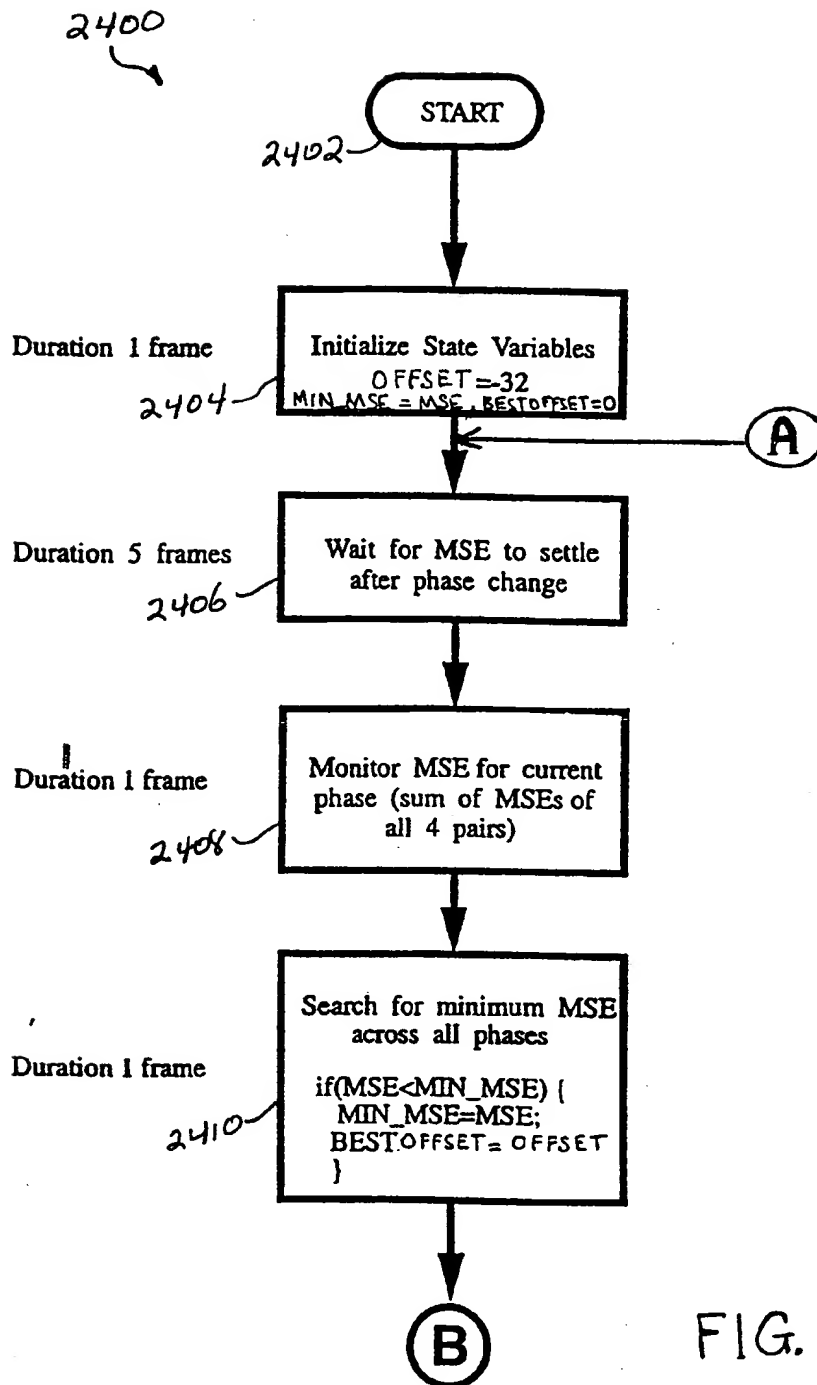 2400
START
2402
Duration 1 frame
Initialize State Variables
OFFSET =-32
MIN_MSE = MSE, BESTOFFSET=0
2404
A
Duration 5 frames
Wait for MSE to settle
after phase change
2406
Duration 1 frame
Monitor MSE for current
phase (sum of MSEs of
all 4 pairs)
2408
Search for minimum MSE
across all phases
Duration 1 frame
if(MSE<MIN_MSE) {
MIN_MSE=MSE;
BEST OFFSET = OFFSET
}
2410
B
FIG.